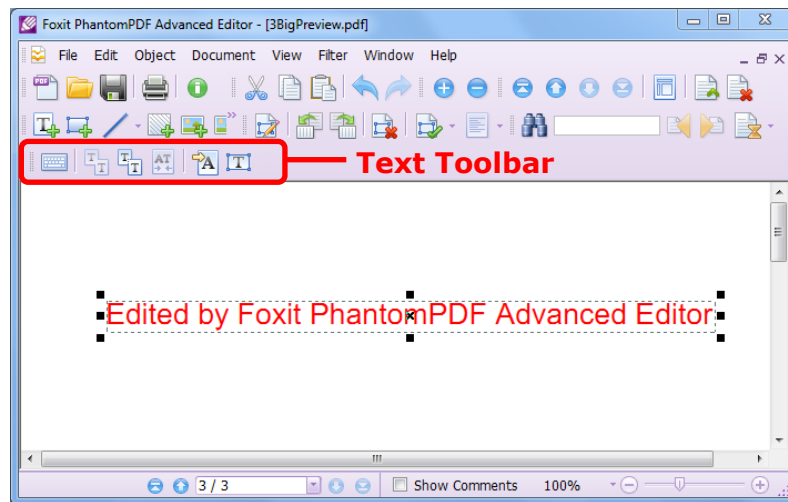 Foxit PhantomPDF Advanced Editor - [3BigPreview.pdf]
File Edit Object Document View Filter Window Help
Text Toolbar
Edited by Foxit PhantomPDF Advanced Editor
3 / 3 Show Comments 100%